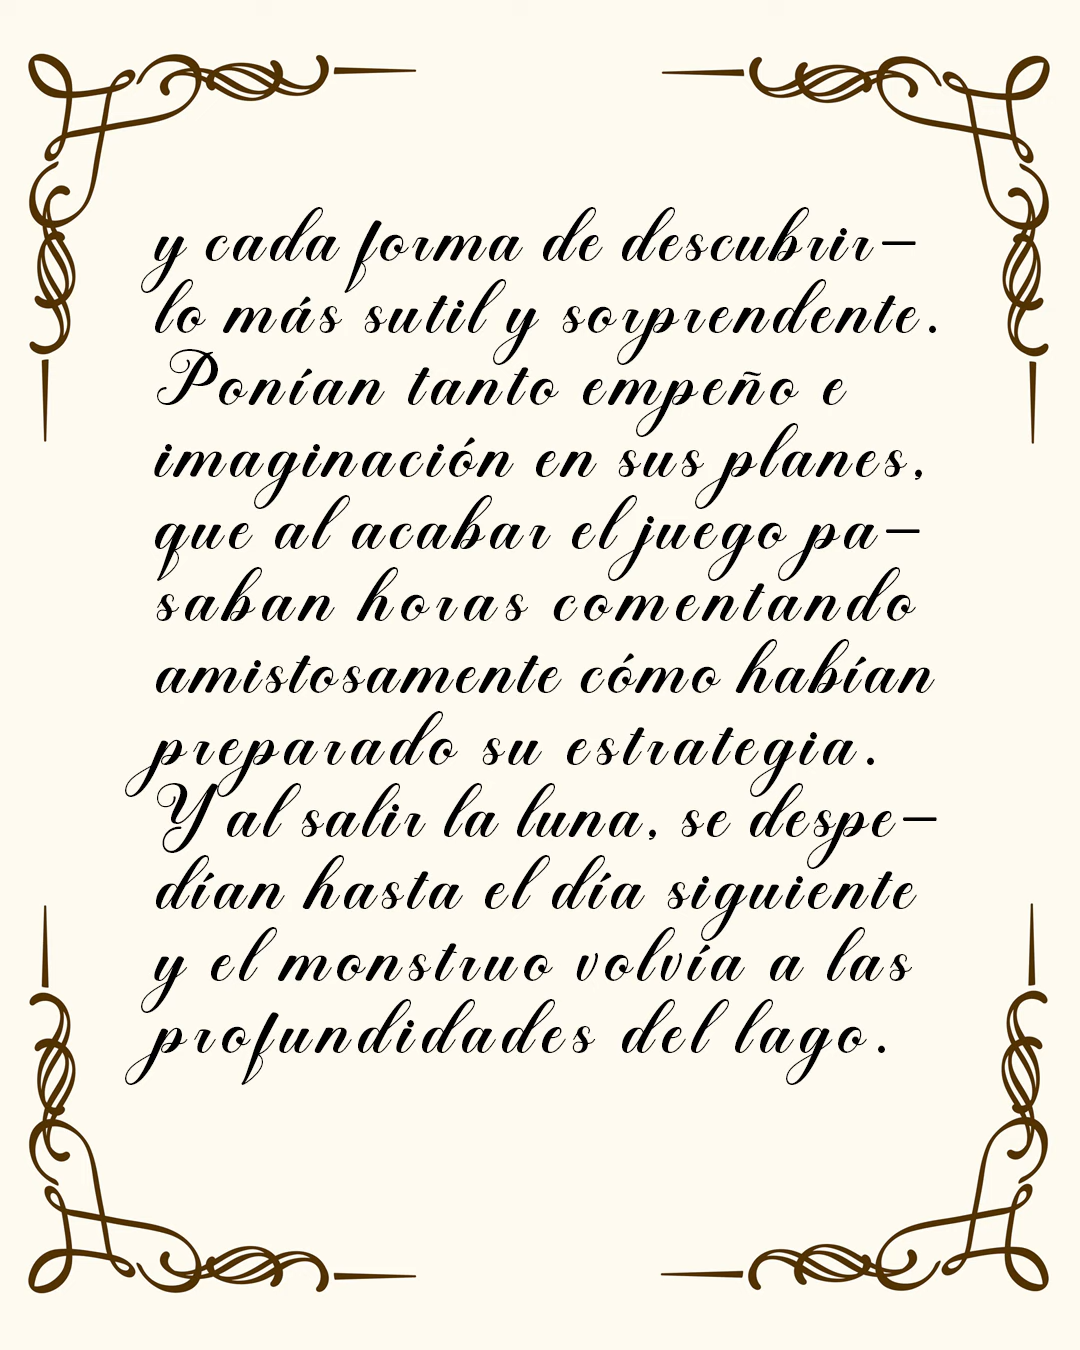 y cada forma de descubrir-
lo más sutil y sorprendente.
Ponían tanto empeño e
imaginación en sus planes,
que al acabar el juego pa-
saban horas comentando
amistosamente cómo habían
preparado su estrategia.
Y al salir la luna, se despe-
dían hasta el día siguiente
y el monstruo volvía a las
profundidades del lago.